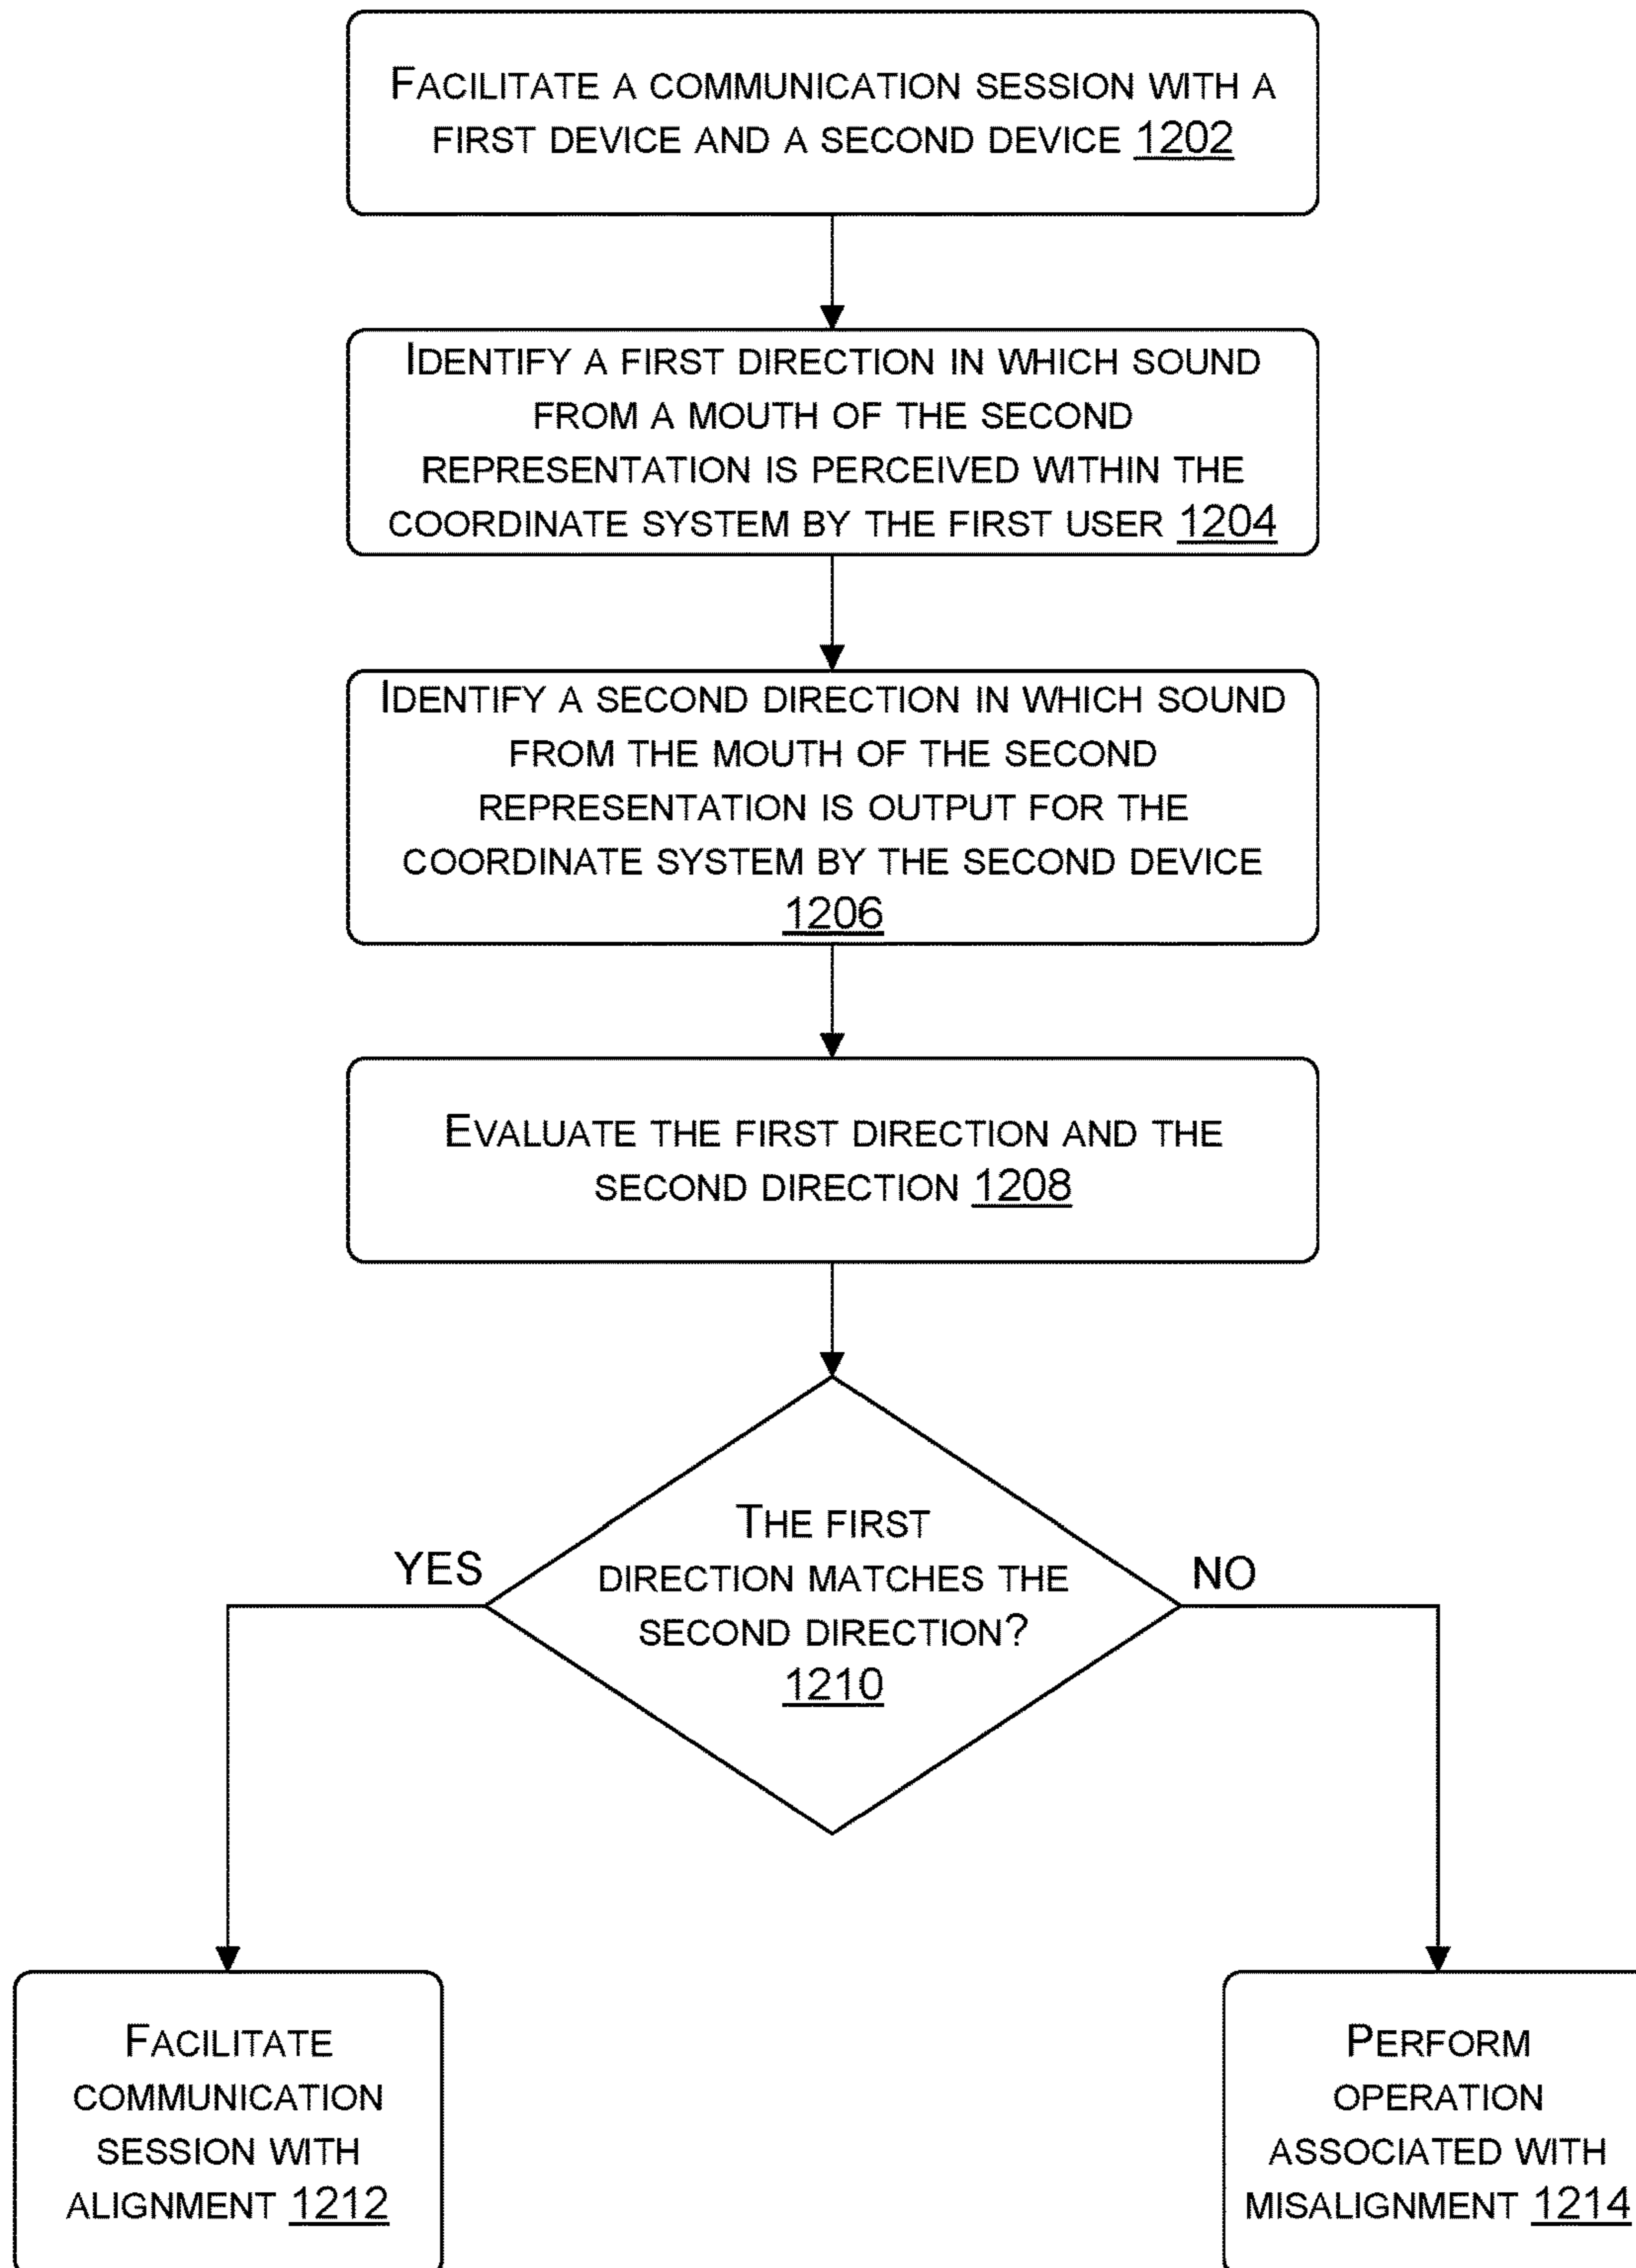 FACILITATE A COMMUNICATION SESSION WITH A
FIRST DEVICE AND A SECOND DEVICE 1202
IDENTIFY A FIRST DIRECTION IN WHICH SOUND
FROM A MOUTH OF THE SECOND
REPRESENTATION IS PERCEIVED WITHIN THE
COORDINATE SYSTEM BY THE FIRST USER 1204
IDENTIFY A SECOND DIRECTION IN WHICH SOUND
FROM THE MOUTH OF THE SECOND
REPRESENTATION IS OUTPUT FOR THE
COORDINATE SYSTEM BY THE SECOND DEVICE
1206
EVALUATE THE FIRST DIRECTION AND THE
SECOND DIRECTION 1208
THE FIRST
DIRECTION MATCHES THE
SECOND DIRECTION?
1210
YES
NO
FACILITATE
COMMUNICATION
SESSION WITH
ALIGNMENT 1212
PERFORM
OPERATION
ASSOCIATED WITH
MISALIGNMENT 1214